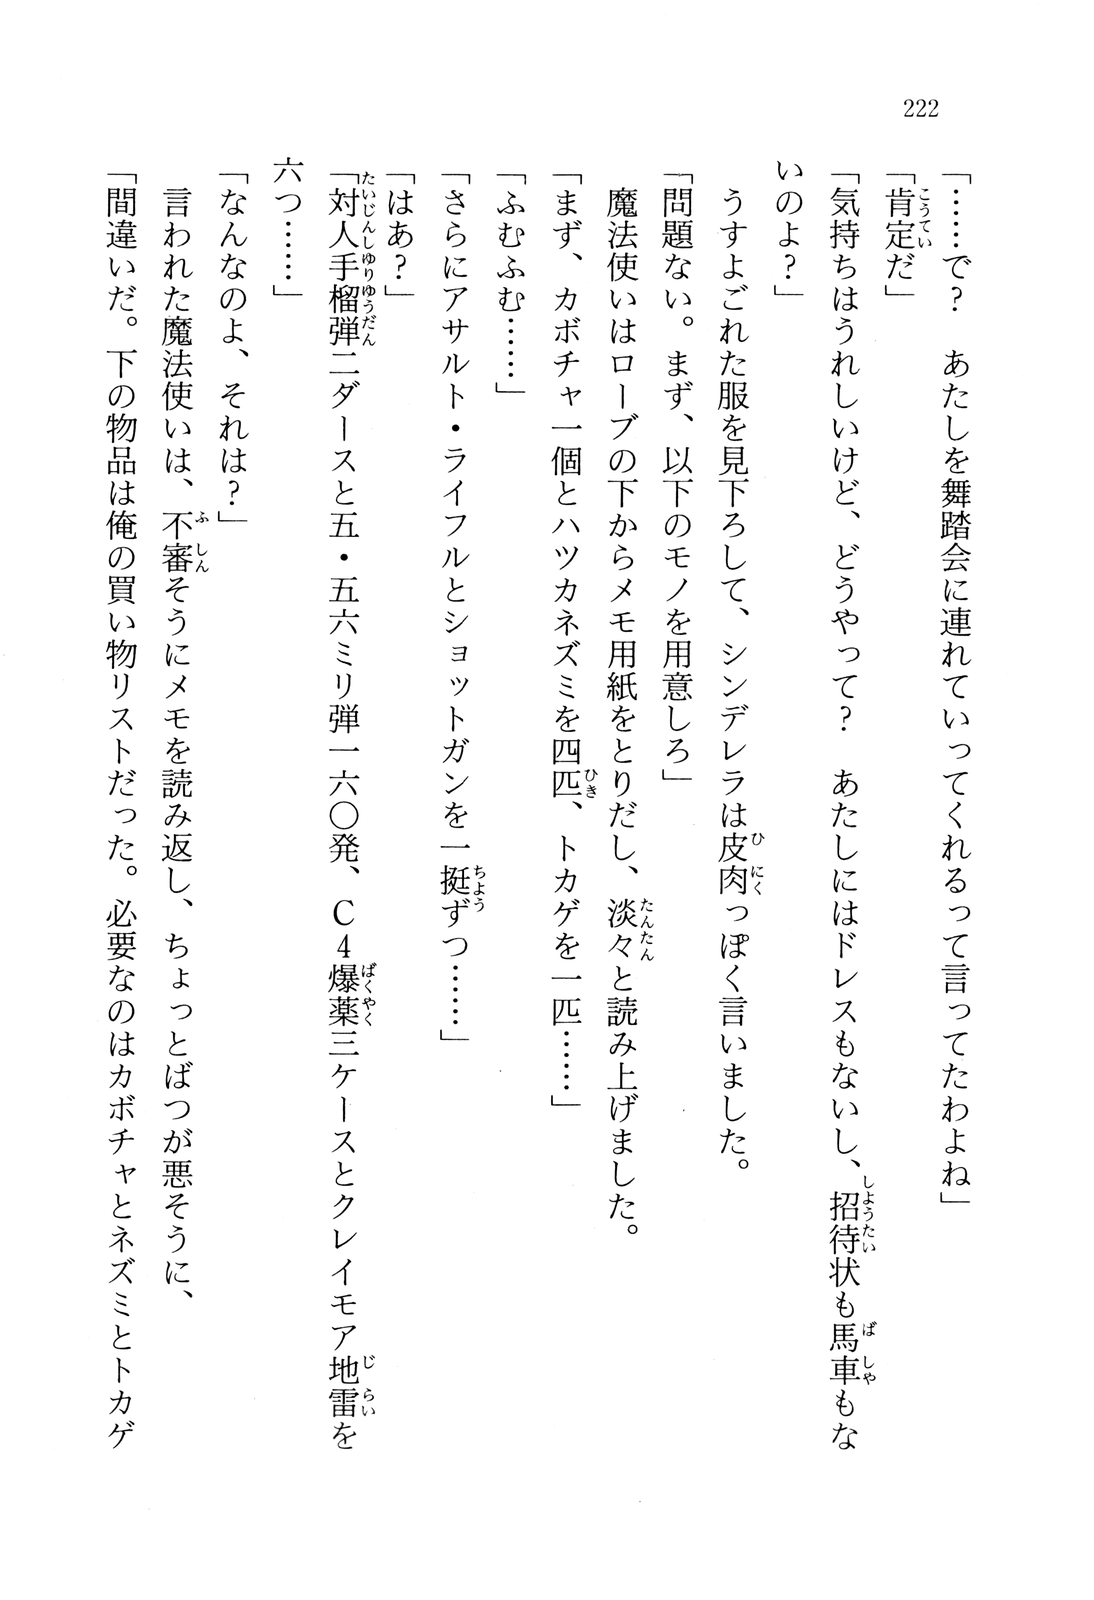 222
「……で？　あたしを舞踏会に連れていってくれるって言ってたわよね」
「肯定だ」
「気持ちはうれしいけど、どうやって？　あたしにはドレスもないし、招待状も馬車もな
いのよ？」
　うすよごれた服を見下ろして、シンデレラは皮肉っぽく言いました。
「問題ない。まず、以下のモノを用意しろ」
　魔法使いはローブの下からメモ用紙をとりだし、淡々と読み上げました。
「まず、カボチャ一個とハツカネズミを四匹、トカゲを一匹……」
「ふむふむ……」
「さらにアサルト・ライフルとショットガンを一挺ずつ……」
「はあ？」
「対人手榴弾二ダースと五・五六ミリ弾一六〇発、Ｃ４爆薬三ケースとクレイモア地雷を
六つ……」
「なんなのよ、それは？」
　言われた魔法使いは、不審そうにメモを読み返し、ちょっとばつが悪そうに、
「間違いだ。下の物品は俺の買い物リストだった。必要なのはカボチャとネズミとトカゲ